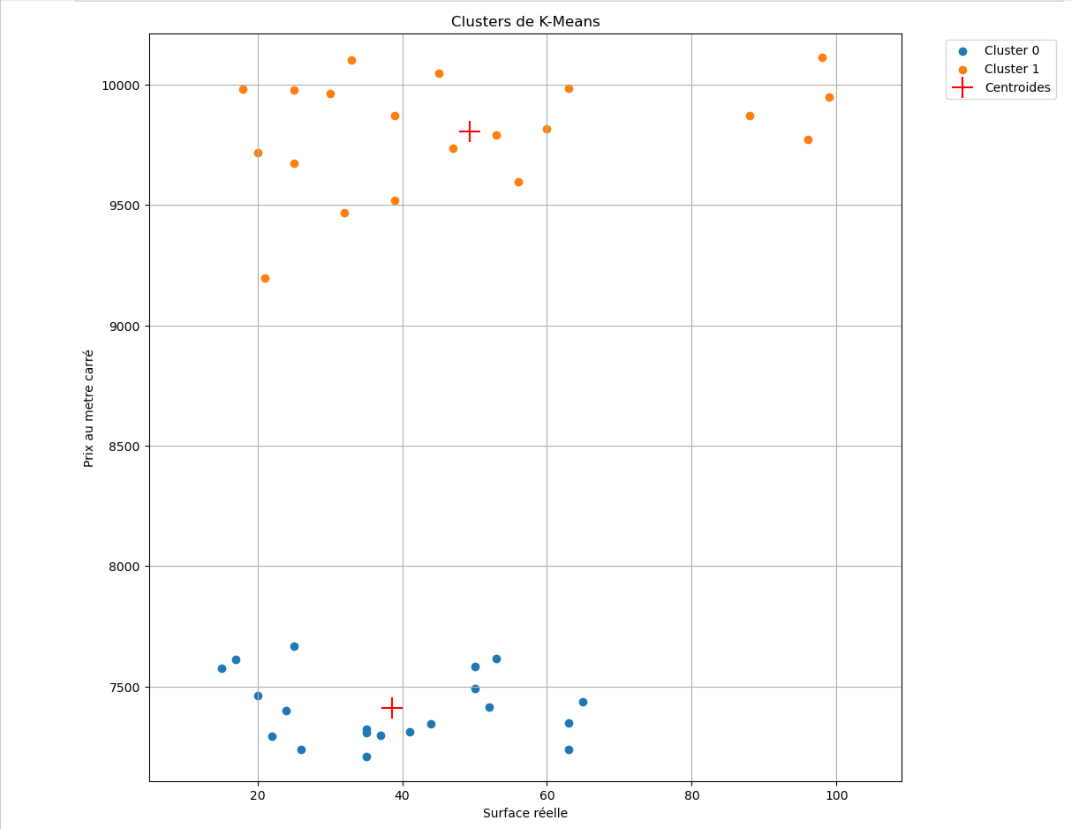 Clusters de K-Means
Cluster 0
Cluster 1
Centroides
10000
9500
9000
8500
8000
7500
Prix au metre carré
20 40 60 80 100
Surface réelle